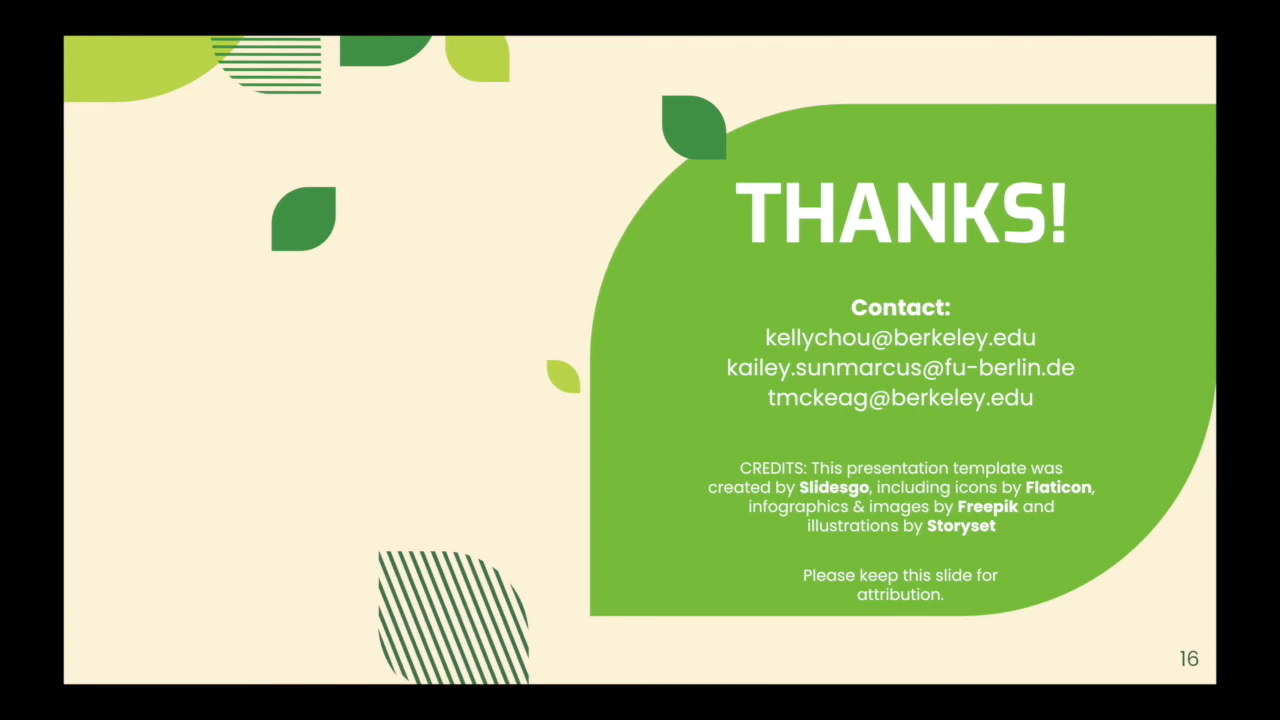 THANKS!
Contact:
kellychou@berkeley.edu
kailey.sunmarcus@fu-berlin.de
tmckeag@berkeley.edu
CREDITS: This presentation template was
created by Slidesgo, including icons by Flaticon,
infographics & images by Freepik and
illustrations by Storyset
Please keep this slide for
attribution.
16